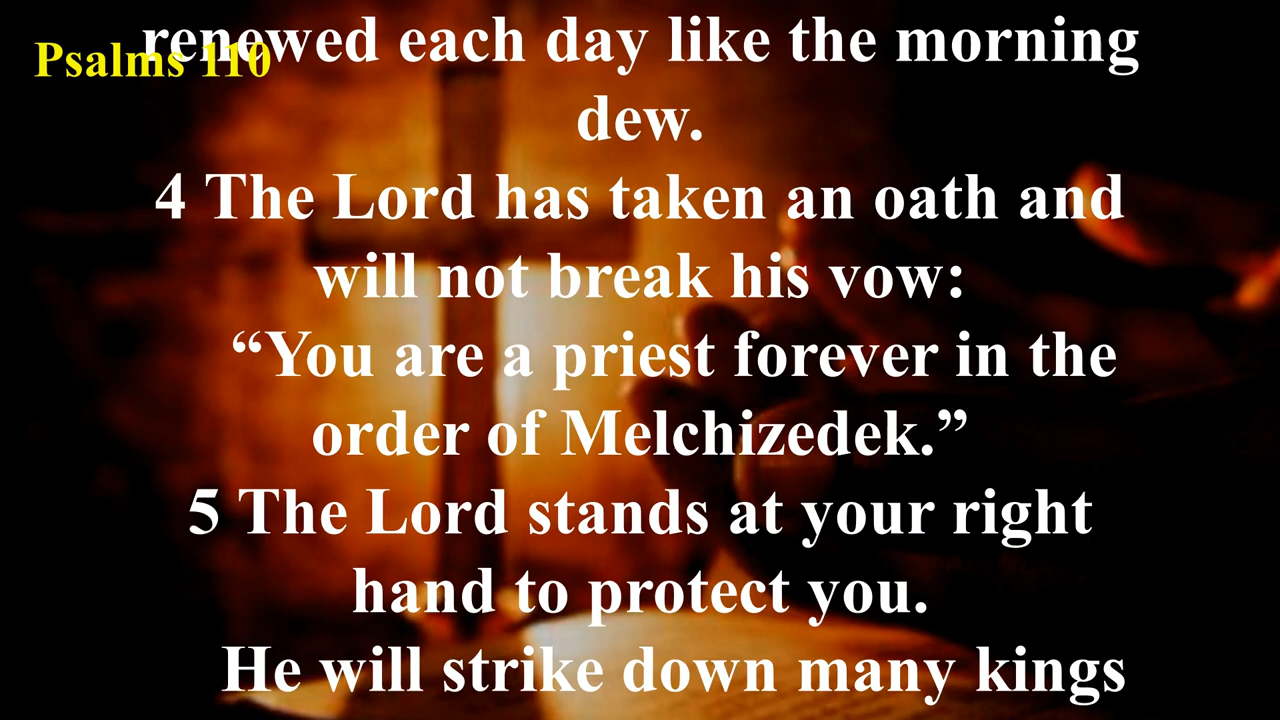 Psalms 110
renewed each day like the morning
dew.
4 The Lord has taken an oath and
will not break his vow:
“You are a priest forever in the
order of Melchizedek.”
5 The Lord stands at your right
hand to protect you.
He will strike down many kings